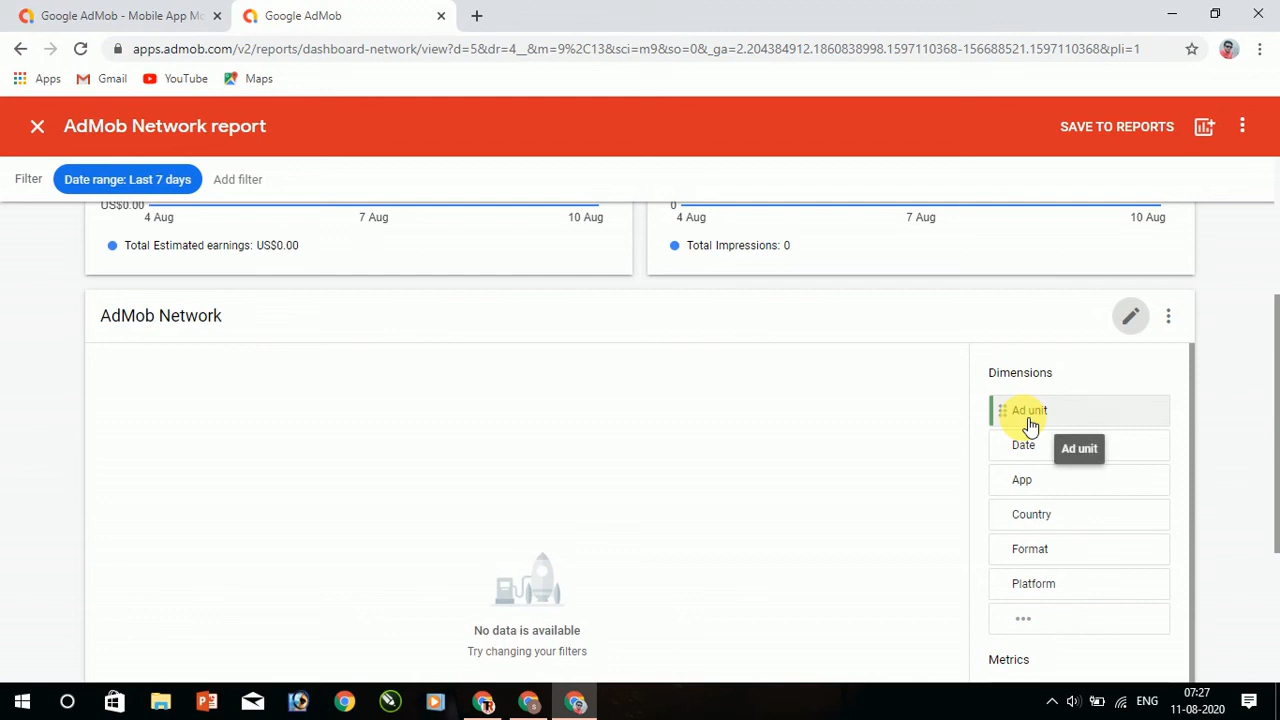 Google AdMob - Mobile App Mo
Google AdMob
apps.admob.com/v2/reports/dashboard-network/view?d=5&dr=4__&m=9%2C13&sci=m9&so=0&_ga=2.204384912.1860838998.1597110368-156688521.1597110368&pli=1
Apps Gmail YouTube Maps
AdMob Network report
SAVE TO REPORTS
Filter Date range: Last 7 days Add filter
US$0.00 0
4 Aug 7 Aug 10 Aug 4 Aug 7 Aug 10 Aug
Total Estimated earnings: US$0.00 Total Impressions: 0
AdMob Network
Dimensions
Ad unit
Date
Ad unit
App
Country
Format
Platform
No data is available
Try changing your filters
Metrics
ENG
07:27
11-08-2020